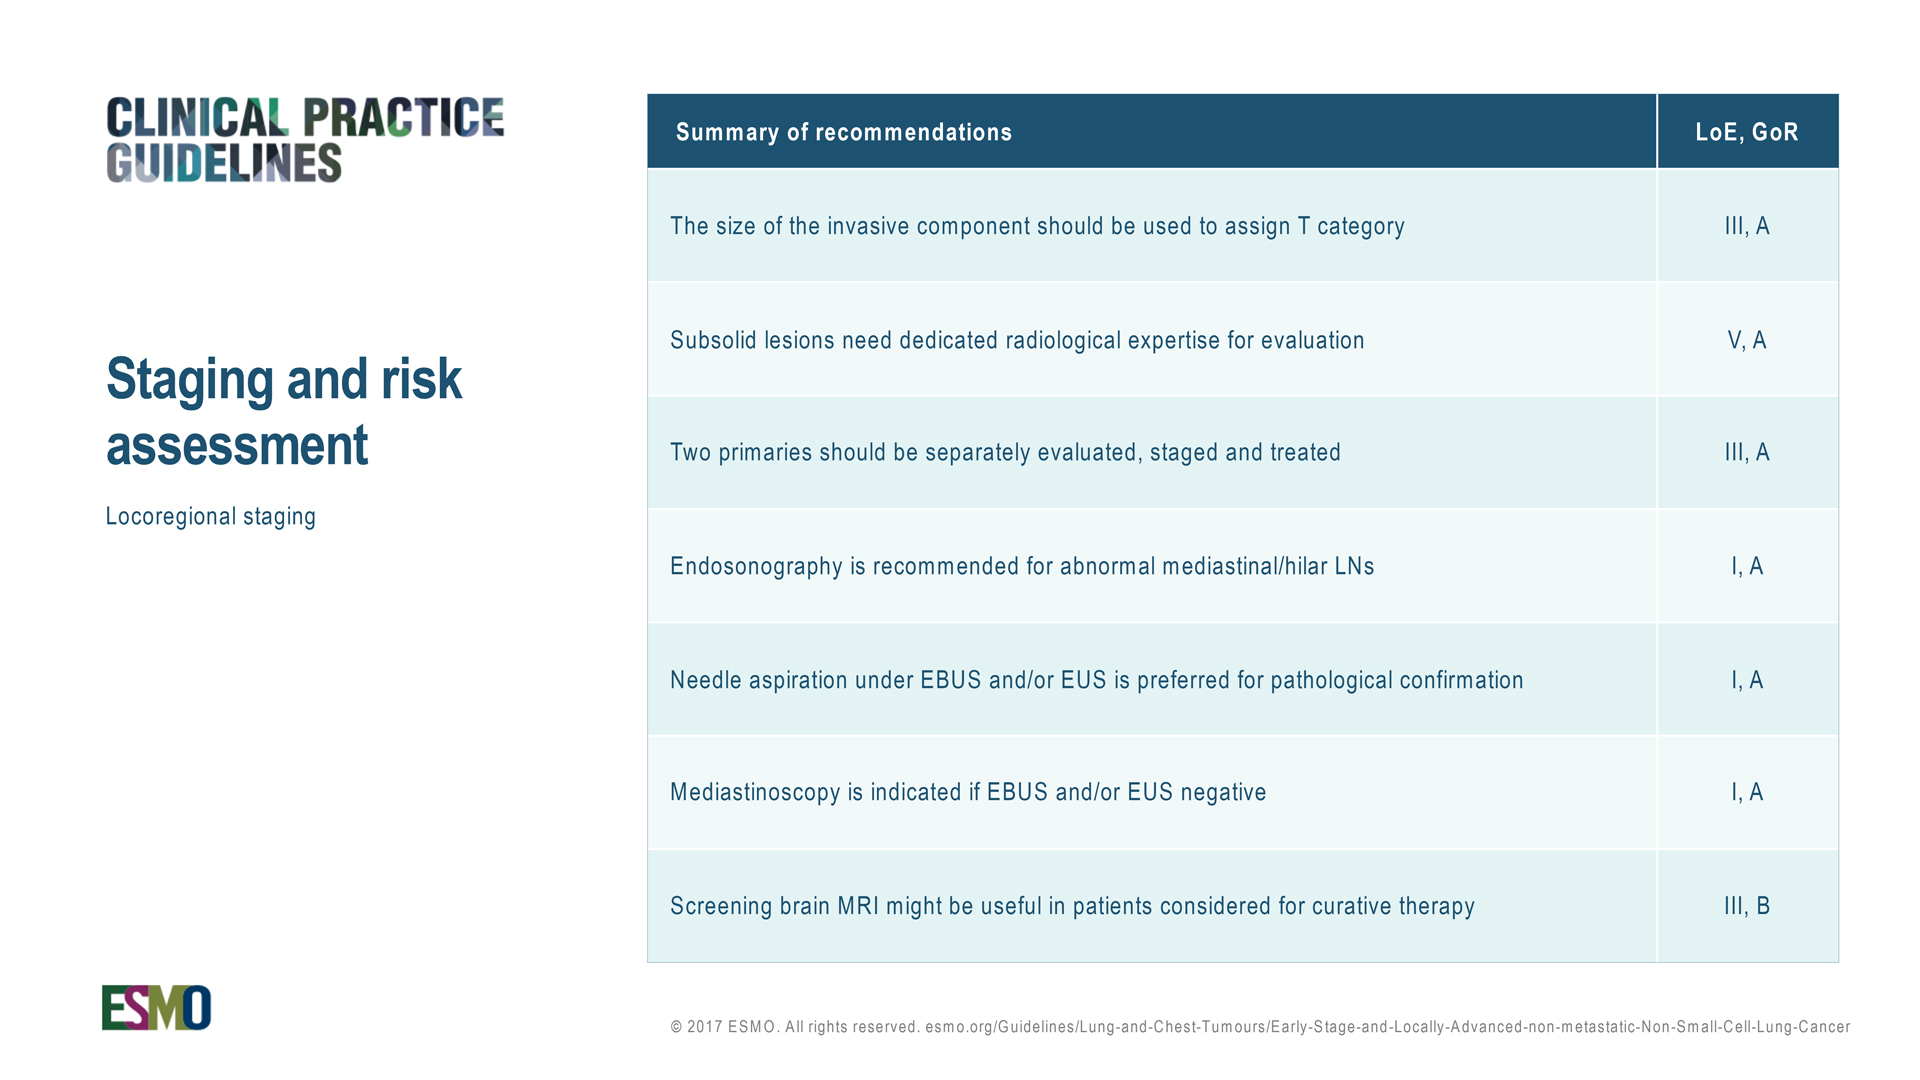 CLINICAL PRACTICE
GUIDELINES
Staging and risk
assessment
Locoregional staging
Summary of recommendations LoE, GoR
The size of the invasive component should be used to assign T category III, A
Subsolid lesions need dedicated radiological expertise for evaluation V, A
Two primaries should be separately evaluated, staged and treated III, A
Endosonography is recommended for abnormal mediastinal/hilar LNs I, A
Needle aspiration under EBUS and/or EUS is preferred for pathological confirmation I, A
Mediastinoscopy is indicated if EBUS and/or EUS negative I, A
Screening brain MRI might be useful in patients considered for curative therapy III, B
ESMO
© 2017 ESMO. All rights reserved. esmo.org/Guidelines/Lung-and-Chest-Tumours/Early-Stage-and-Locally-Advanced-non-metastatic-Non-Small-Cell-Lung-Cancer